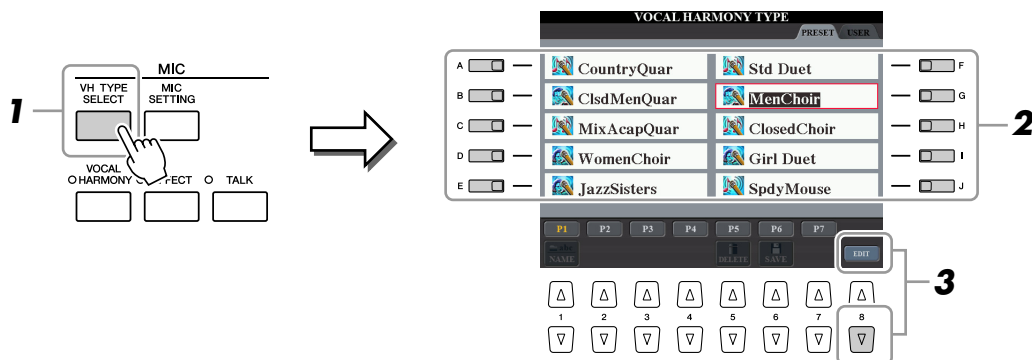 MIC
VH TYPE SELECT
MIC SETTING
1
VOCAL HARMONY
FECT
TALK
VOCAL HARMONY TYPE
PRESET
USER
A
CountryQuar
Std Duet
F
B
ClsdMenQuar
MenChoir
G
C
MixAcapQuar
ClosedChoir
H
2
D
WomenChoir
Girl Duet
I
E
JazzSisters
SpdyMouse
J
P1 P2 P3 P4 P5 P6 P7
NAME
DELETE
SAVE
EDIT
3
1 2 3 4 5 6 7 8